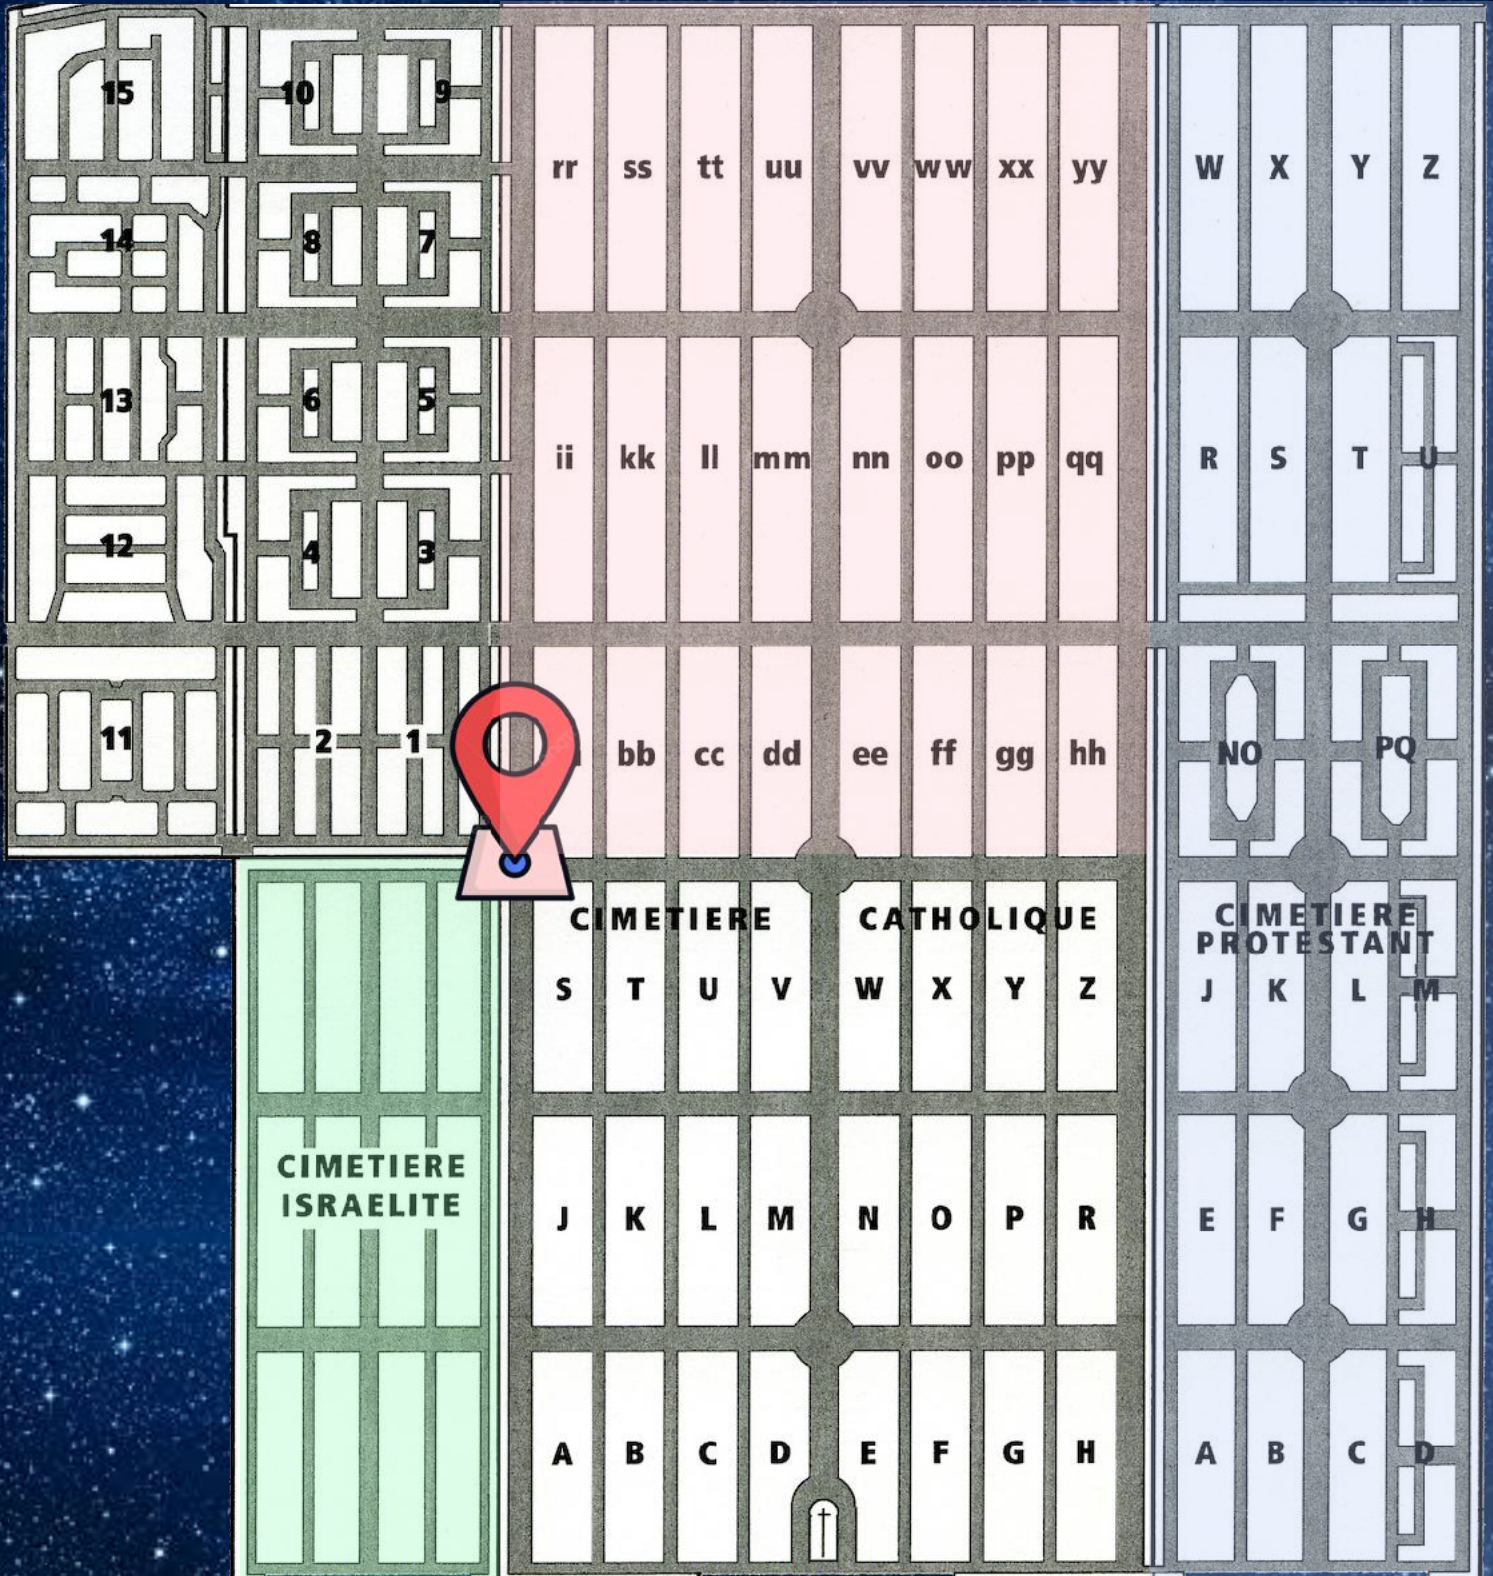 15 10 9
rr ss tt uu vv ww xx yy W X Y Z
14 8 7
13 6 5
ii kk ll mm nn oo pp qq R S T U
12 4 3
11 2 1 bb cc dd ee ff gg hh NO PQ
CIMETIERE CATHOLIQUE
CIMETIERE
PROTESTANT
S T U V W X Y Z J K L M
CIMETIERE
ISRAELITE
J K L M N O P R E F G H
A B C D E F G H A B C D